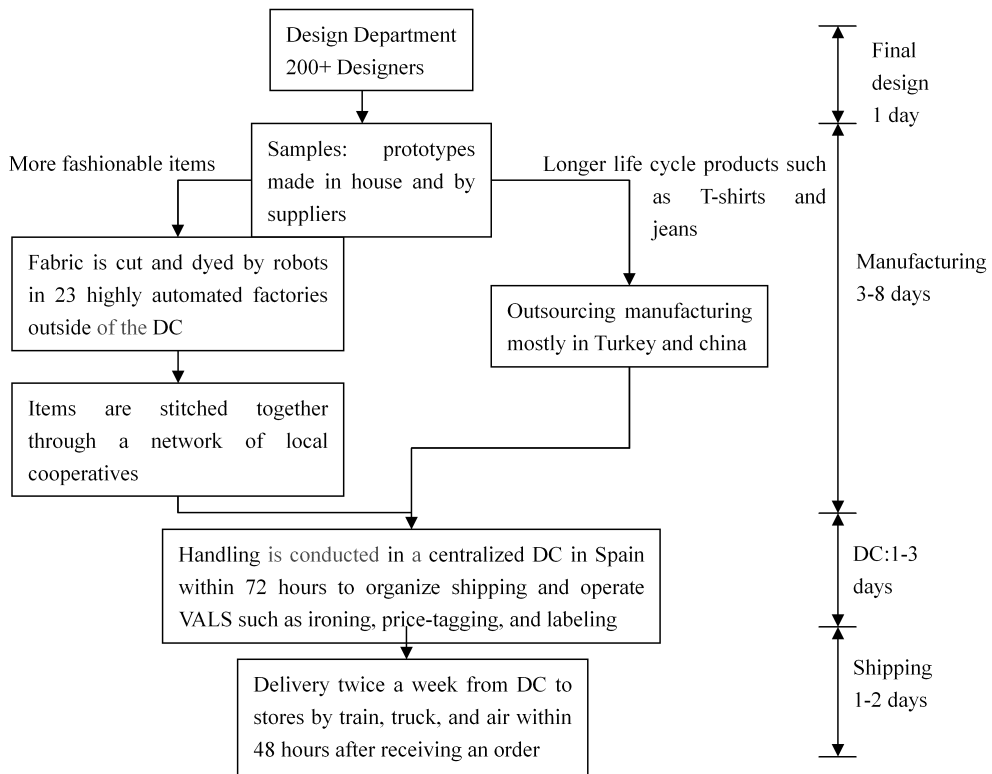 Design Department
200+ Designers
Final
design
1 day
More fashionable items
Samples: prototypes
made in house and by
suppliers
Longer life cycle products such
as T-shirts and
jeans
Fabric is cut and dyed by robots
in 23 highly automated factories
outside of the DC
Manufacturing
3-8 days
Outsourcing manufacturing
mostly in Turkey and china
Items are stitched together
through a network of local
cooperatives
Handling is conducted in a centralized DC in Spain
within 72 hours to organize shipping and operate
VALS such as ironing, price-tagging, and labeling
DC:1-3
days
Delivery twice a week from DC to
stores by train, truck, and air within
48 hours after receiving an order
Shipping
1-2 days